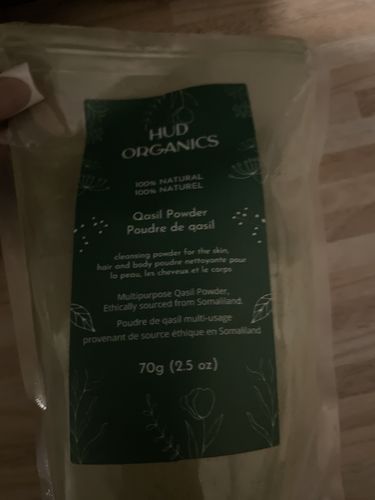 HUD
ORGANICS
100% NATURAL
100% NATUREL
Qasil Powder
Poudre de qasil
cleansing powder for the skin,
hair and body poudre nettoyante pour
la peau, les cheveux et le corps
Multipurpose Qasil Powder,
Ethically sourced from Somaliland.
Poudre de qasil multi-usage
provenant de source éthique en Somaliland
70g (2.5 oz)